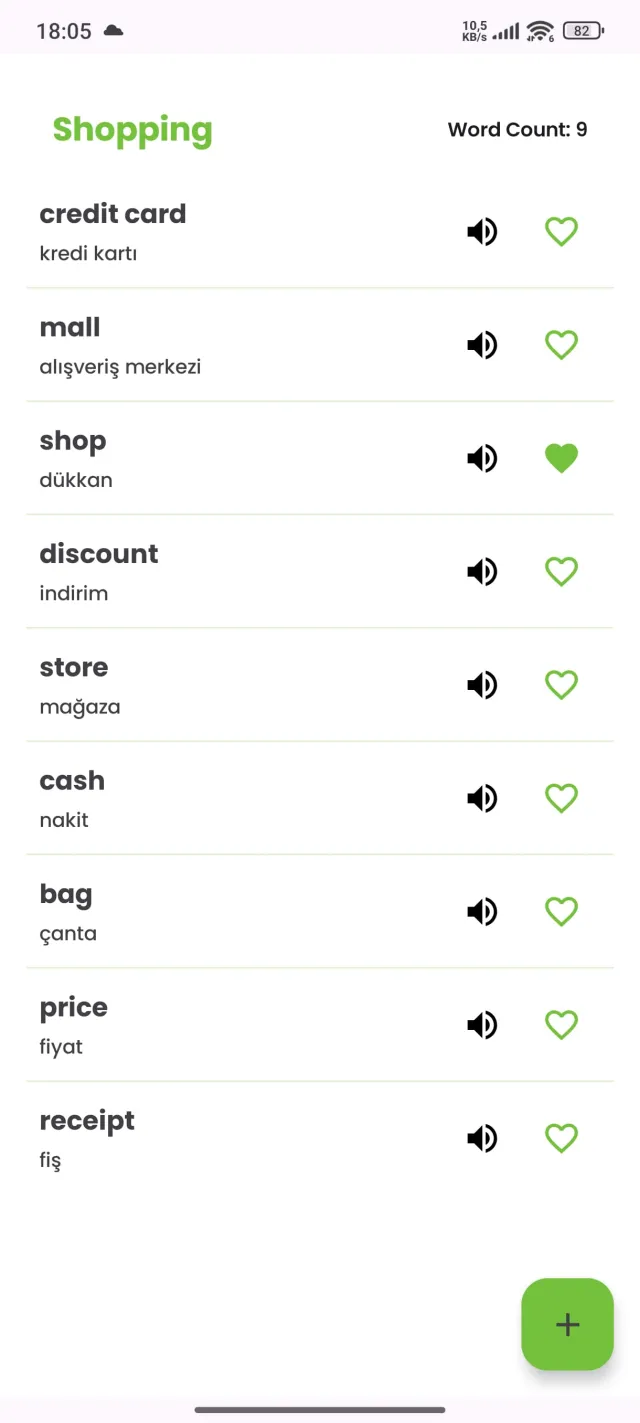 18:05
10,5
KB/s
6
82
Shopping
Word Count: 9
credit card
kredi kartı
mall
alışveriş merkezi
shop
dükkan
discount
indirim
store
mağaza
cash
nakit
bag
çanta
price
fiyat
receipt
fiş